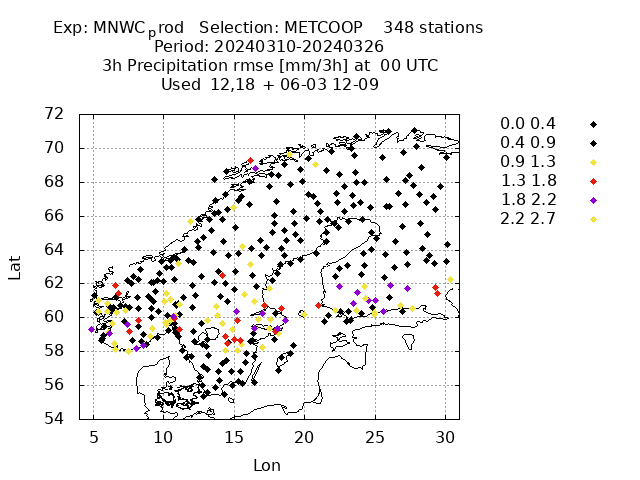 Exp: MNWC_prod   Selection: METCOOP    348 stations
Period: 20240310-20240326
3h Precipitation rmse [mm/3h] at  00 UTC
Used  12,18 + 06-03 12-09
72
70
68
66
64
62
60
58
56
54
5 10 15 20 25 30
Lat
Lon
0.0 0.4
0.4 0.9
0.9 1.3
1.3 1.8
1.8 2.2
2.2 2.7